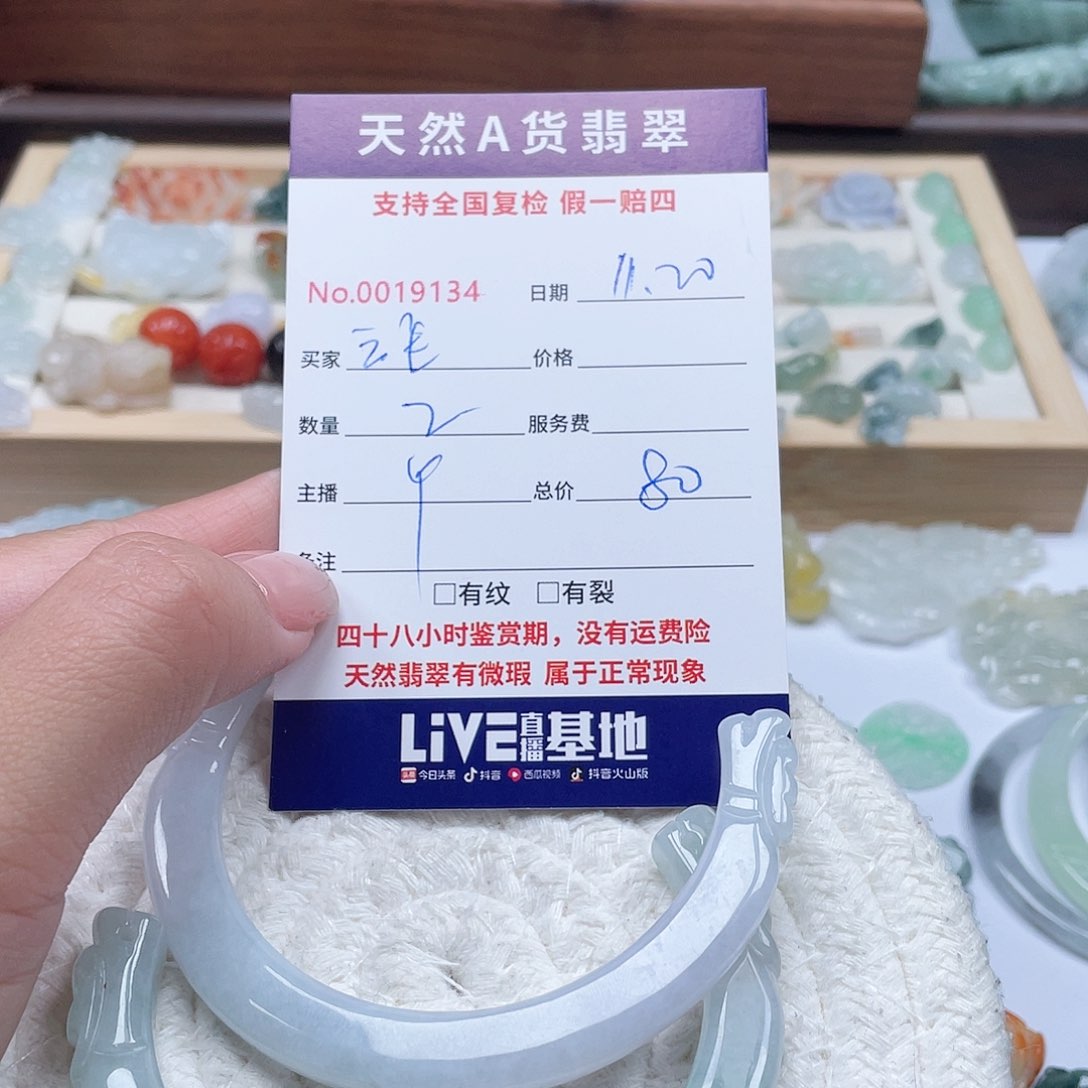 天然A货翡翠
支持全国复检 假一赔四
No.0019134 日期 11.20
买家 云飞 价格
数量 2 服务费
主播 总价 80
备注
□有纹 □有裂
四十八小时鉴赏期，没有运费险
天然翡翠有微瑕 属于正常现象
LiVE直播基地
今日头条 抖音 西瓜视频 抖音火山版